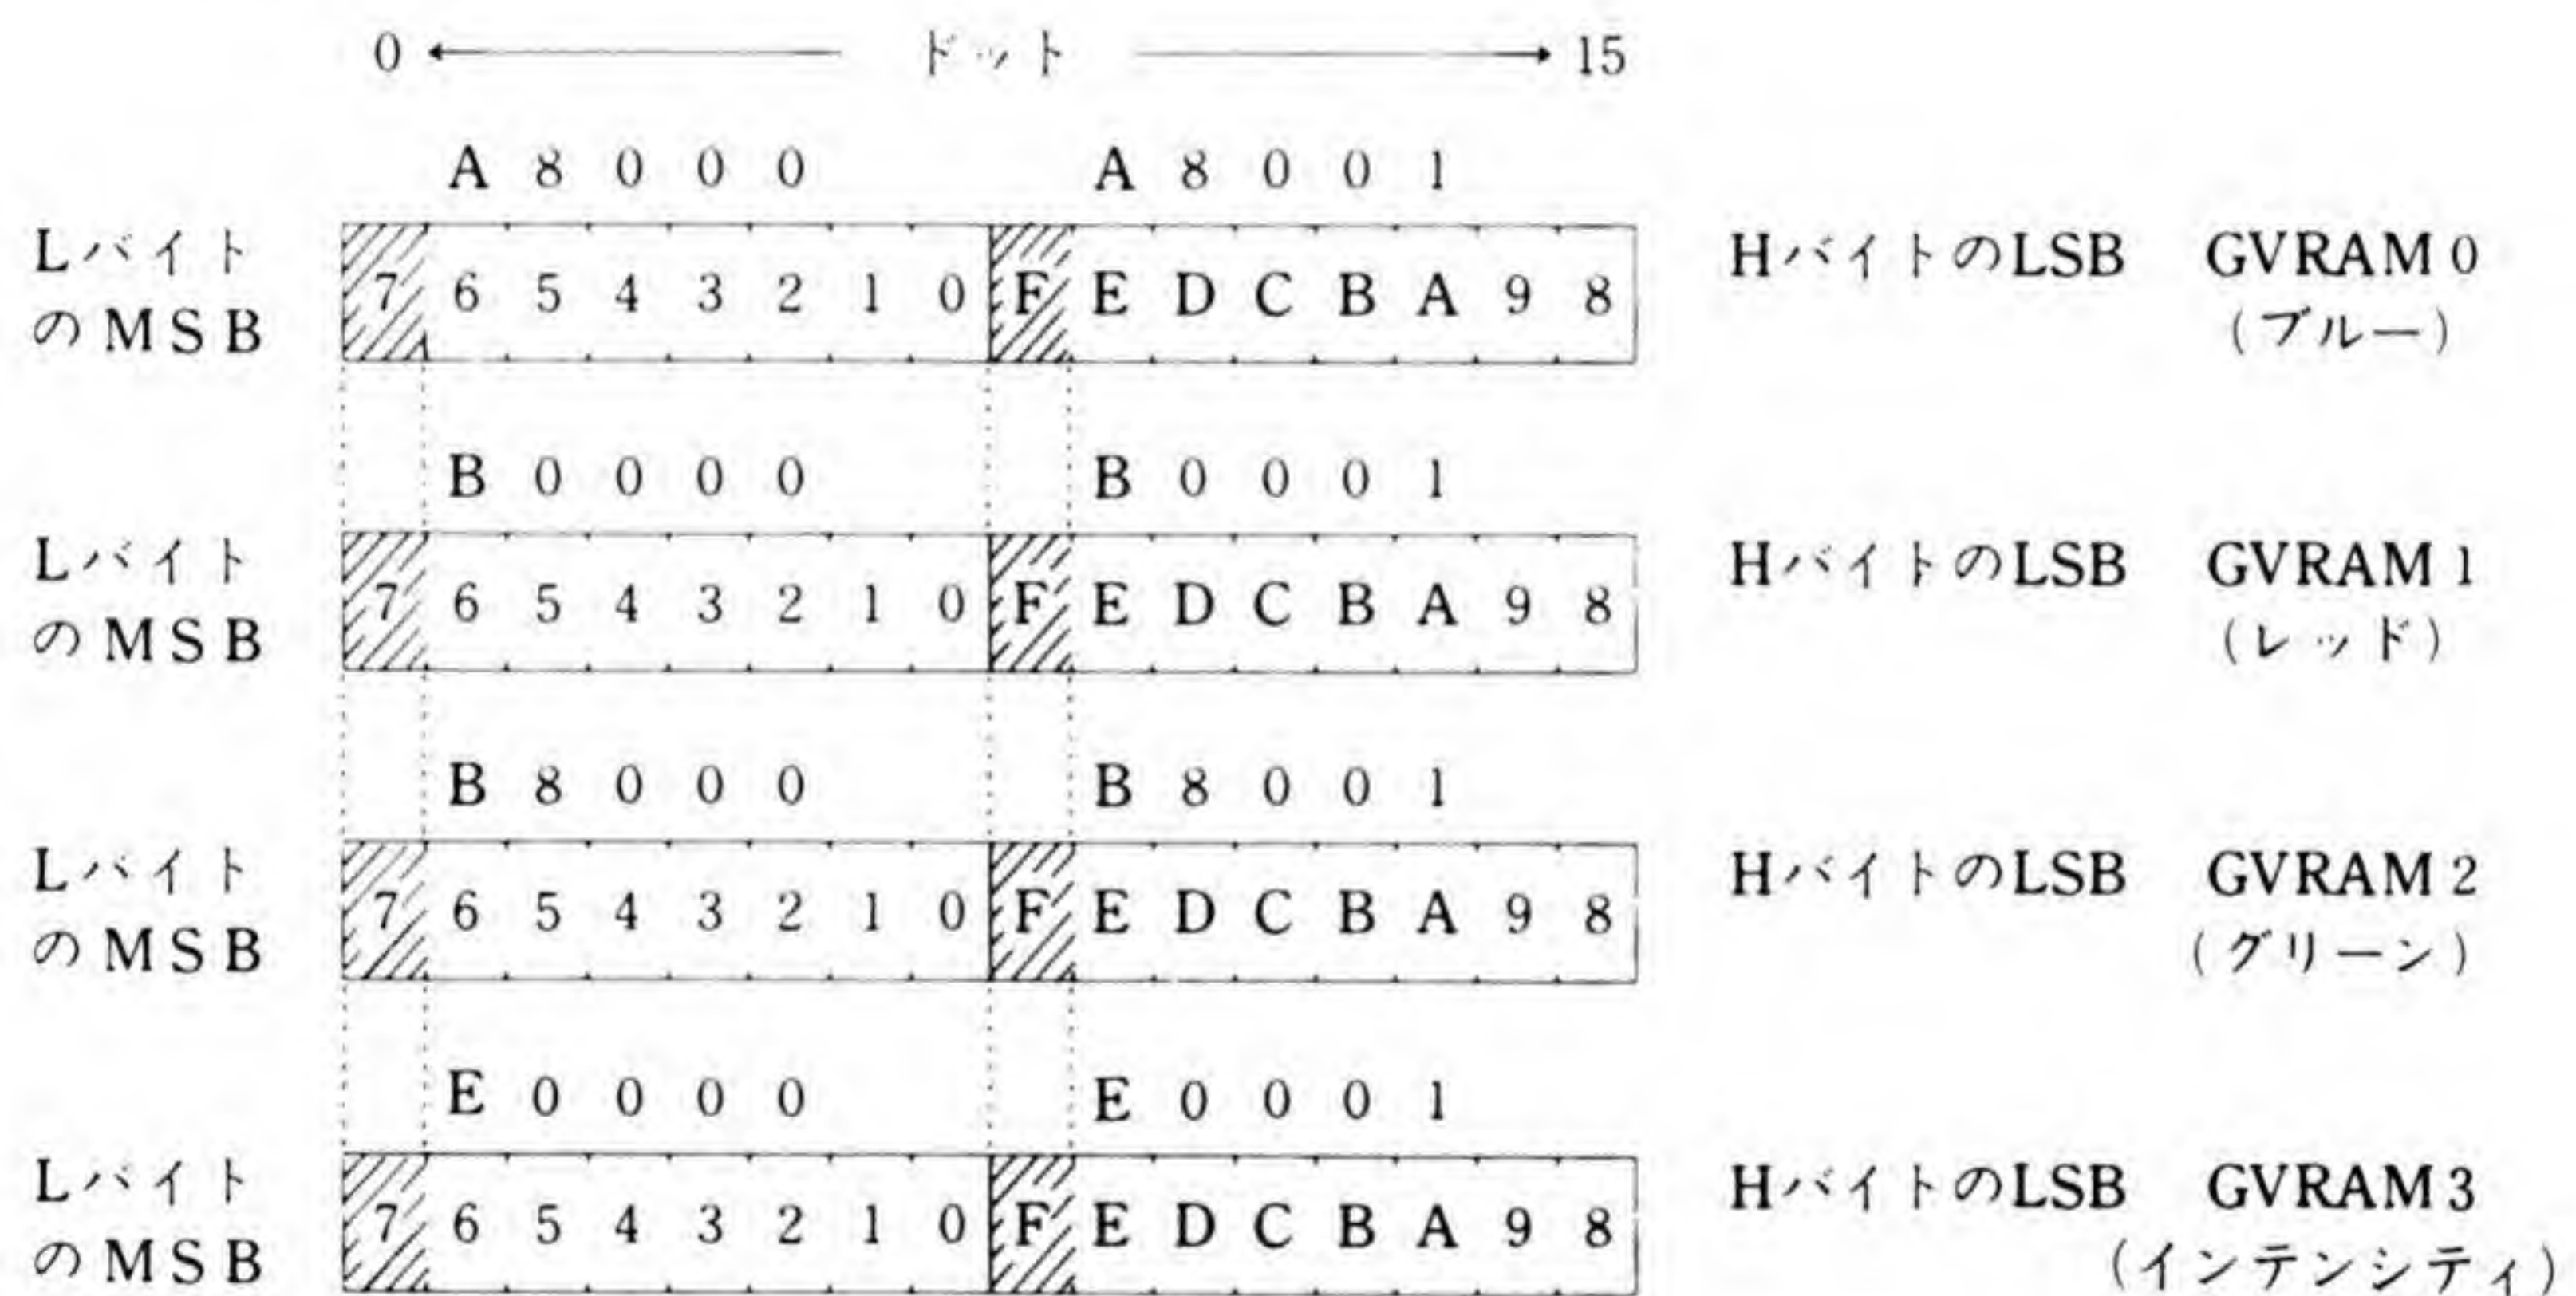 0 ← ドット → 15
A 8 0 0 0 A 8 0 0 1
Lバイト
のMSB
7 6 5 4 3 2 1 0 F E D C B A 9 8
HバイトのLSB GVRAM 0
(ブルー)
B 0 0 0 0 B 0 0 0 1
Lバイト
のMSB
7 6 5 4 3 2 1 0 F E D C B A 9 8
HバイトのLSB GVRAM 1
(レッド)
B 8 0 0 0 B 8 0 0 1
Lバイト
のMSB
7 6 5 4 3 2 1 0 F E D C B A 9 8
HバイトのLSB GVRAM 2
(グリーン)
E 0 0 0 0 E 0 0 0 1
Lバイト
のMSB
7 6 5 4 3 2 1 0 F E D C B A 9 8
HバイトのLSB GVRAM 3
(インテンシティ)